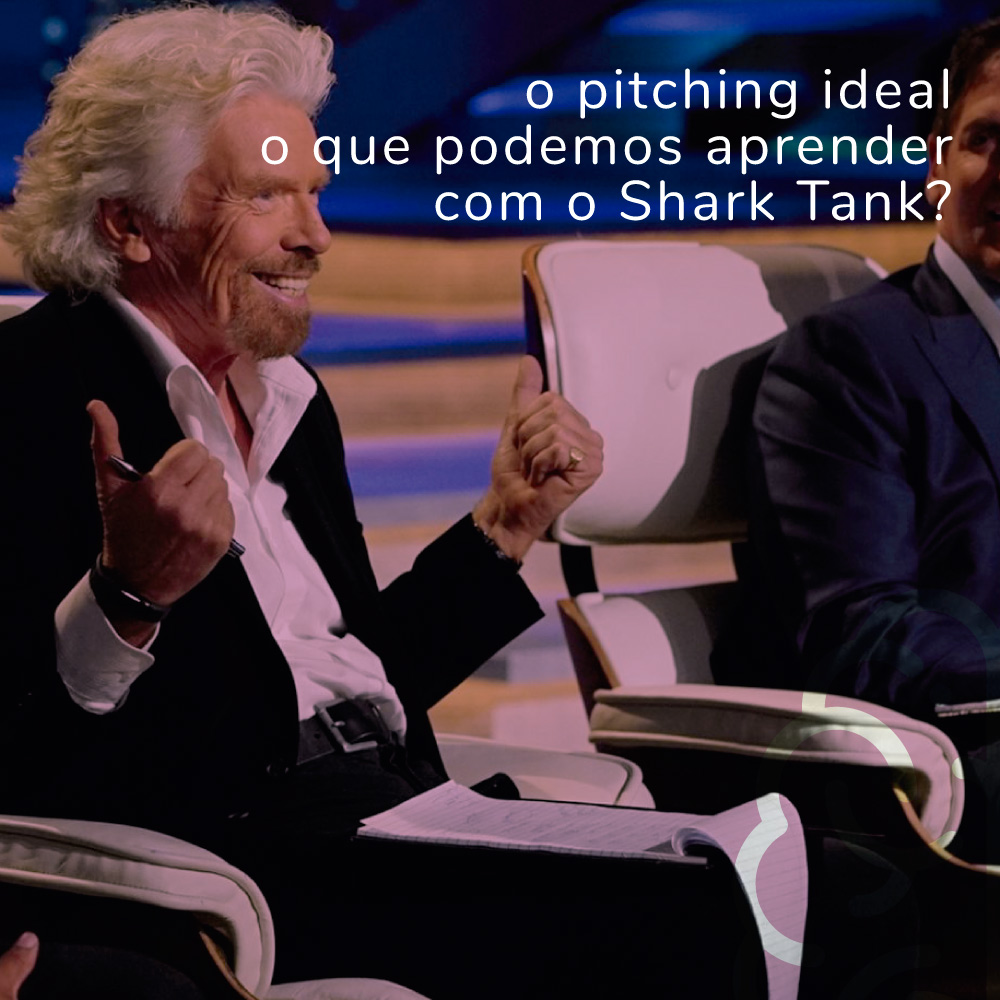 o pitching ideal
o que podemos aprender
com o Shark Tank?